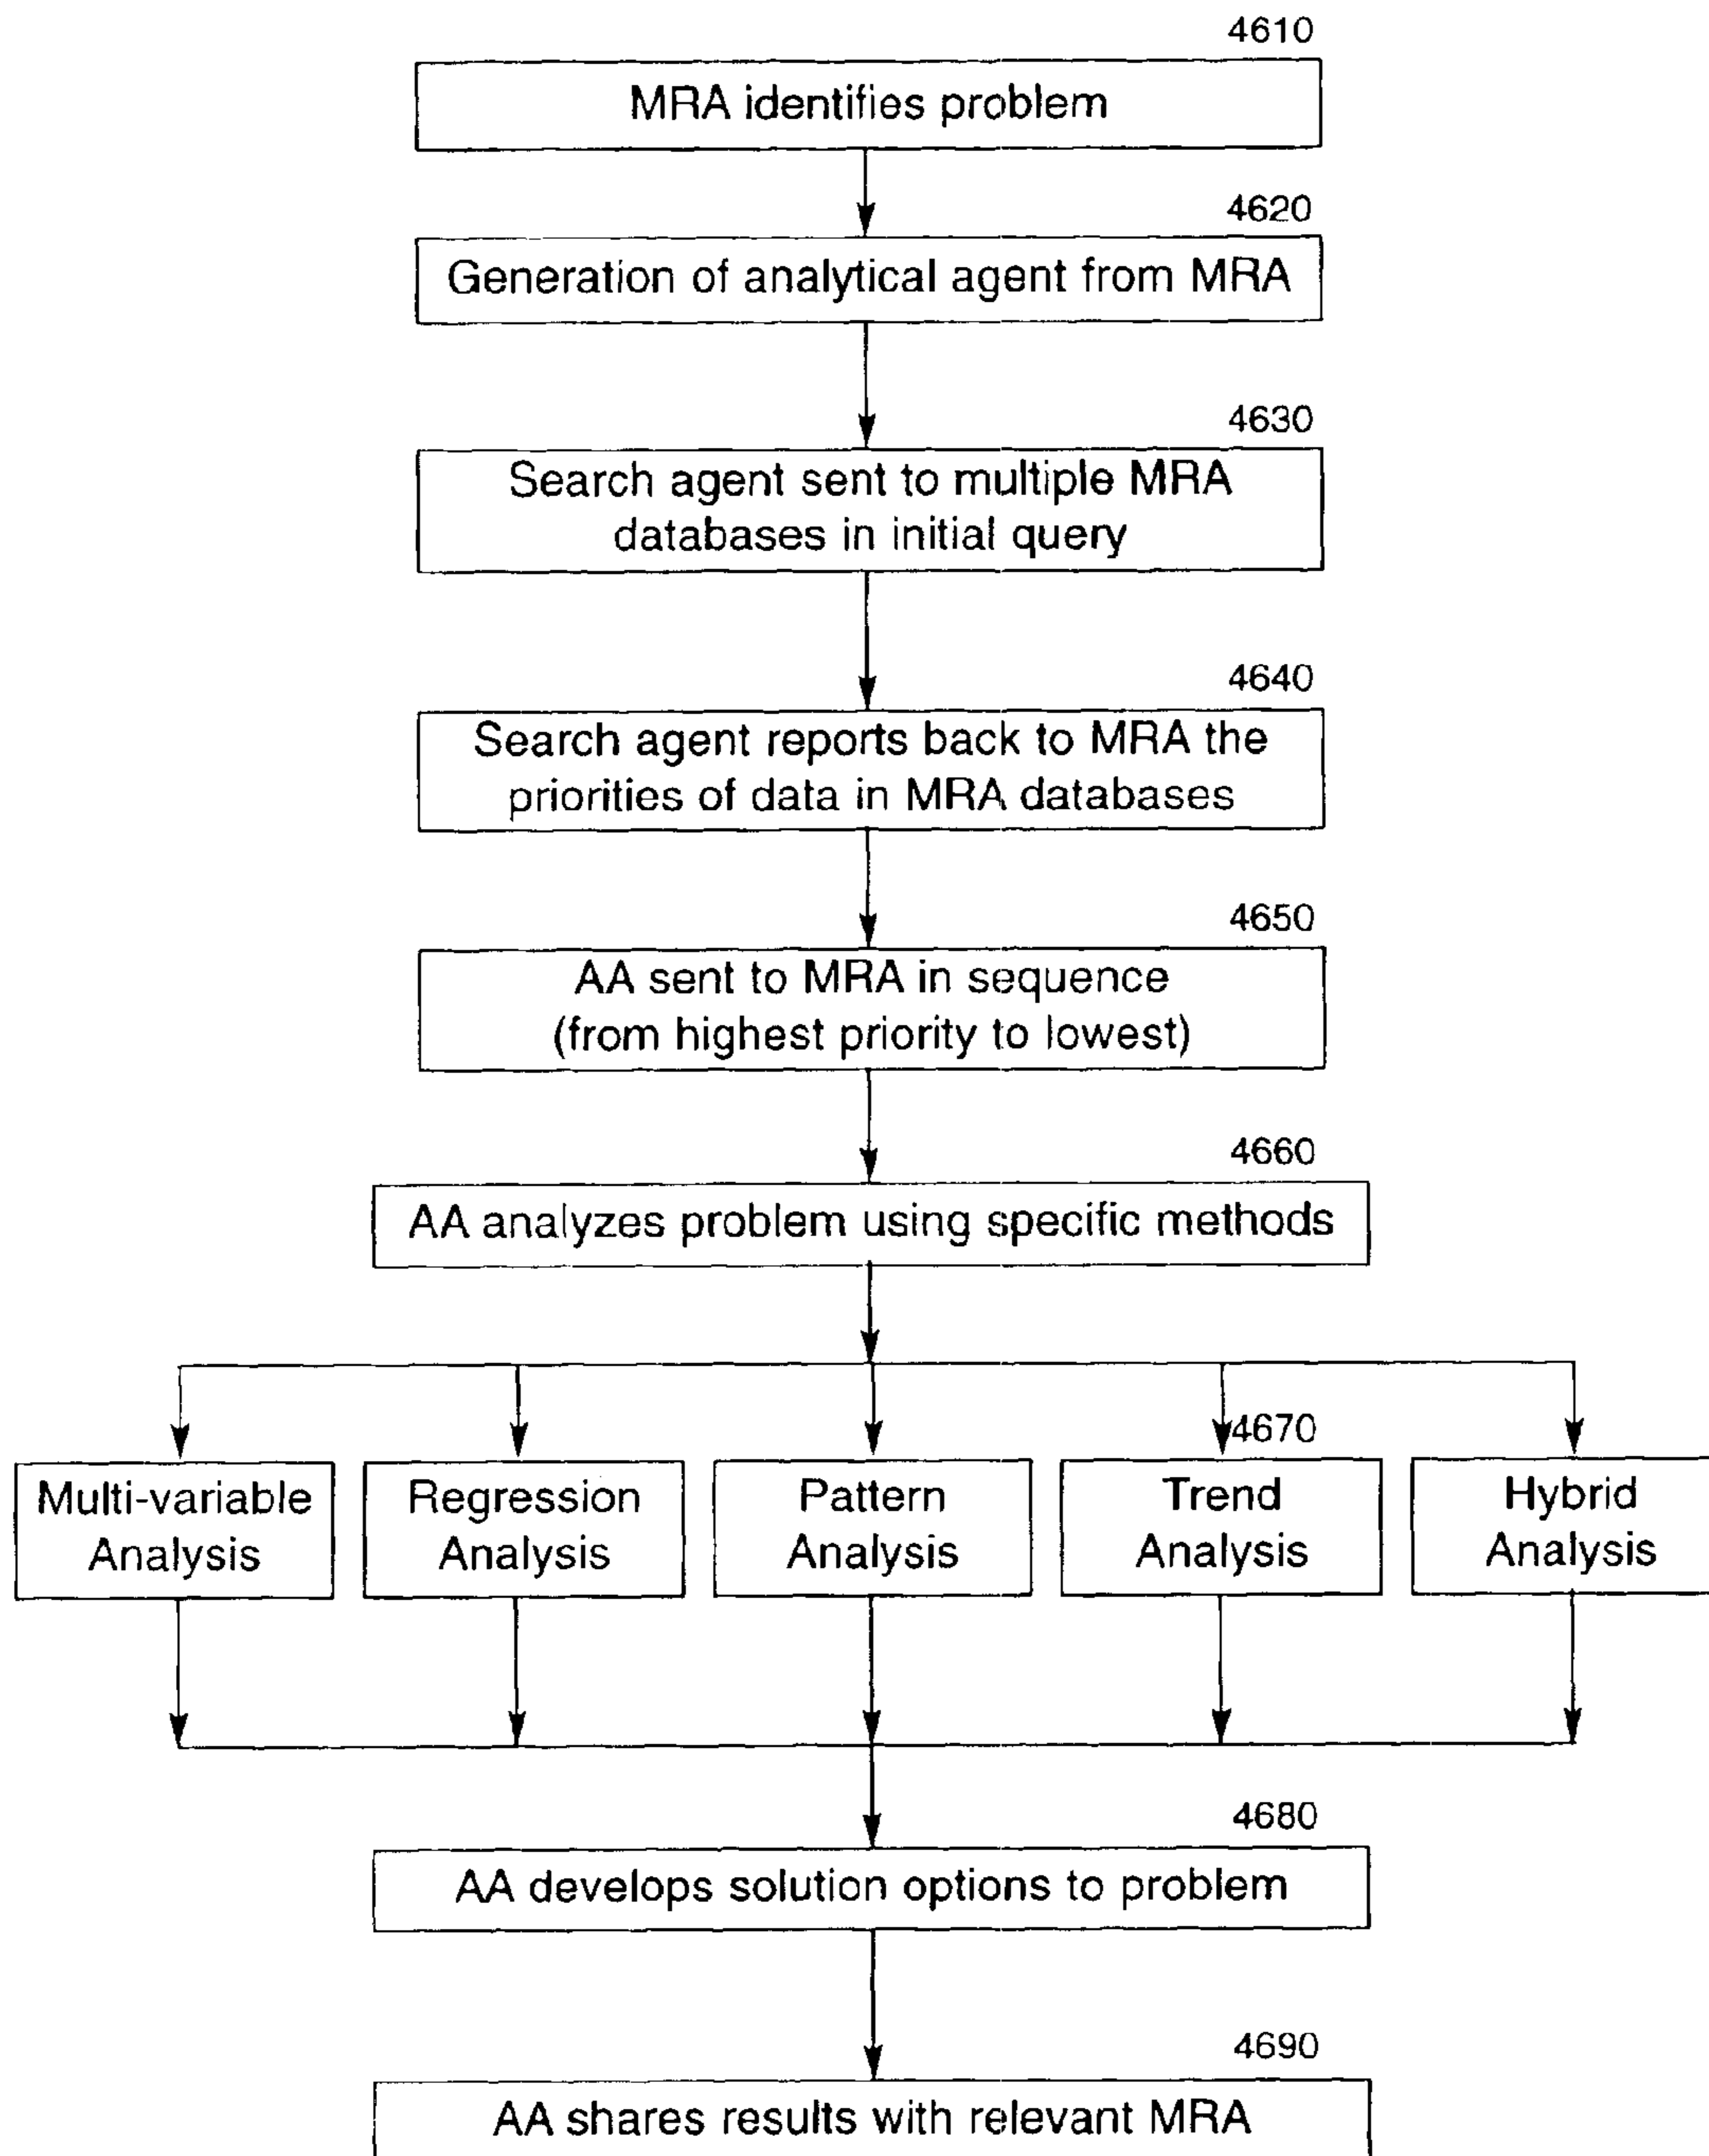 4610
MRA identifies problem
4620
Generation of analytical agent from MRA
4630
Search agent sent to multiple MRA
databases in initial query
4640
Search agent reports back to MRA the
priorities of data in MRA databases
4650
AA sent to MRA in sequence
(from highest priority to lowest)
4660
AA analyzes problem using specific methods
4670
Multi-variable
Analysis
Regression
Analysis
Pattern
Analysis
Trend
Analysis
Hybrid
Analysis
4680
AA develops solution options to problem
4690
AA shares results with relevant MRA